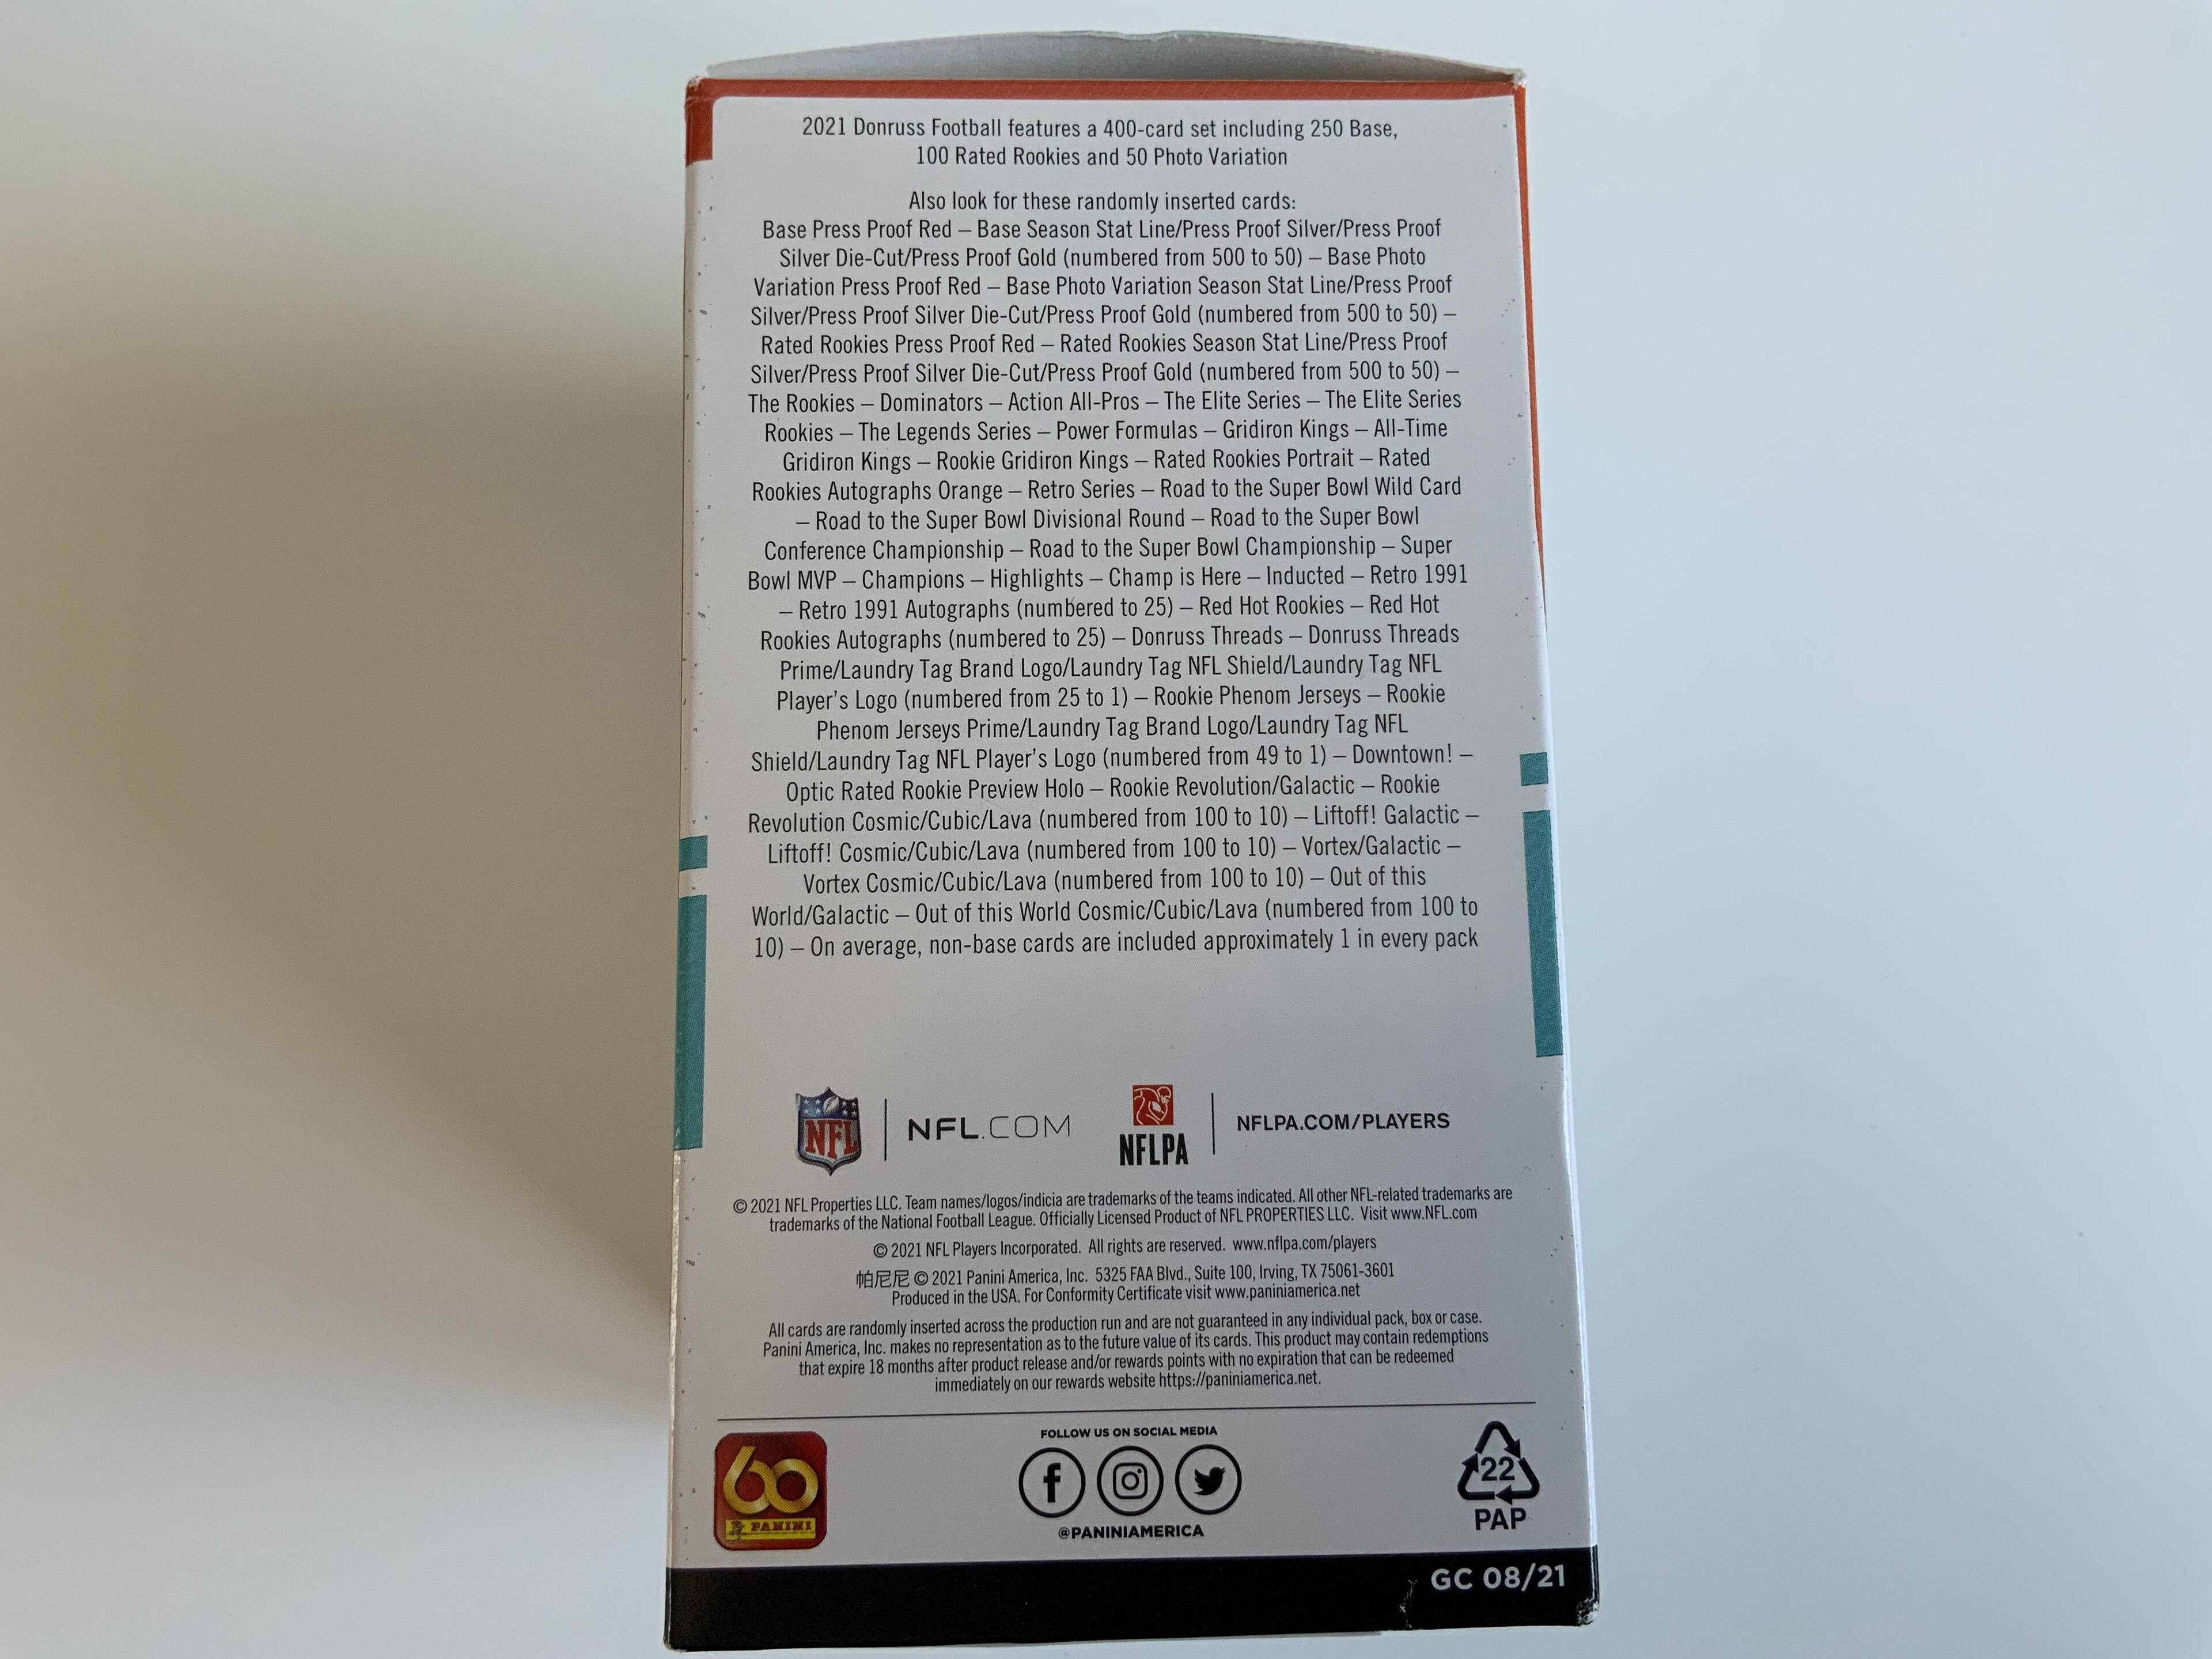 2021 Donruss Football features a 400-card set including 250 Base,
100 Rated Rookies and 50 Photo Variation
Also look for these randomly inserted cards:
Base Press Proof Red – Base Season Stat Line/Press Proof Silver/Press Proof
Silver Die-Cut/Press Proof Gold (numbered from 500 to 50) – Base Photo
Variation Press Proof Red – Base Photo Variation Season Stat Line/Press Proof
Silver/Press Proof Silver Die-Cut/Press Proof Gold (numbered from 500 to 50) –
Rated Rookies Press Proof Red – Rated Rookies Season Stat Line/Press Proof
Silver/Press Proof Silver Die-Cut/Press Proof Gold (numbered from 500 to 50) –
The Rookies – Dominators – Action All-Pros – The Elite Series – The Elite Series
Rookies – The Legends Series – Power Formulas – Gridiron Kings – All-Time
Gridiron Kings – Rookie Gridiron Kings – Rated Rookies Portrait – Rated
Rookies Autographs Orange – Retro Series – Road to the Super Bowl Wild Card
– Road to the Super Bowl Divisional Round – Road to the Super Bowl
Conference Championship – Road to the Super Bowl Championship – Super
Bowl MVP – Champions – Highlights – Champ is Here – Inducted – Retro 1991
– Retro 1991 Autographs (numbered to 25) – Red Hot Rookies – Red Hot
Rookies Autographs (numbered to 25) – Donruss Threads – Donruss Threads
Prime/Laundry Tag Brand Logo/Laundry Tag NFL Shield/Laundry Tag NFL
Player's Logo (numbered from 25 to 1) – Rookie Phenom Jerseys – Rookie
Phenom Jerseys Prime/Laundry Tag Brand Logo/Laundry Tag NFL
Shield/Laundry Tag NFL Player's Logo (numbered from 49 to 1) – Downtown! –
Optic Rated Rookie Preview Holo – Rookie Revolution/Galactic – Rookie
Revolution Cosmic/Cubic/Lava (numbered from 100 to 10) – Liftoff! Galactic –
Liftoff! Cosmic/Cubic/Lava (numbered from 100 to 10) – Vortex/Galactic –
Vortex Cosmic/Cubic/Lava (numbered from 100 to 10) – Out of this
World/Galactic – Out of this World Cosmic/Cubic/Lava (numbered from 100 to
10) – On average, non-base cards are included approximately 1 in every pack
NFL | NFL.COM NFLPA | NFLPA.COM/PLAYERS
© 2021 NFL Properties LLC. Team names/logos/indicia are trademarks of the teams indicated. All other NFL-related trademarks are
trademarks of the National Football League. Officially Licensed Product of NFL PROPERTIES LLC. Visit www.NFL.com
© 2021 NFL Players Incorporated. All rights are reserved. www.nflpa.com/players
帕尼尼 © 2021 Panini America, Inc. 5325 FAA Blvd., Suite 100, Irving, TX 75061-3601
Produced in the USA. For Conformity Certificate visit www.paniniamerica.net
All cards are randomly inserted across the production run and are not guaranteed in any individual pack, box or case.
Panini America, Inc. makes no representation as to the future value of its cards. This product may contain redemptions
that expire 18 months after product release and/or rewards points with no expiration that can be redeemed
immediately on our rewards website https://paniniamerica.net.
60
PANINI
FOLLOW US ON SOCIAL MEDIA
@PANINIAMERICA
22
PAP
GC 08/21